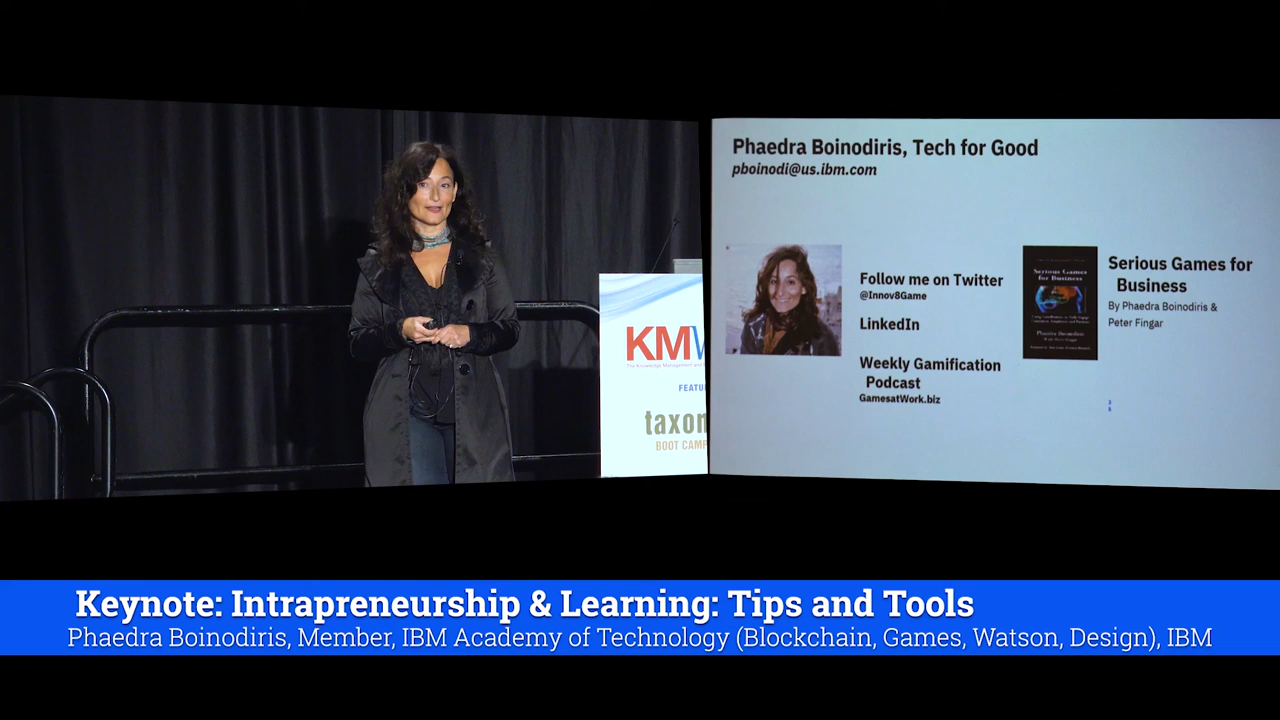 KMW
FEATU
taxon
BOOT CAMP
Phaedra Boinodiris, Tech for Good
pboinodi@us.ibm.com
Follow me on Twitter
@Innov8Game
LinkedIn
Weekly Gamification
Podcast
GamesatWork.biz
Serious Games
for Business
Phaedra Boinodiris
Serious Games for
Business
By Phaedra Boinodiris &
Peter Fingar
Keynote: Intrapreneurship & Learning: Tips and Tools
Phaedra Boinodiris, Member, IBM Academy of Technology (Blockchain, Games, Watson, Design), IBM